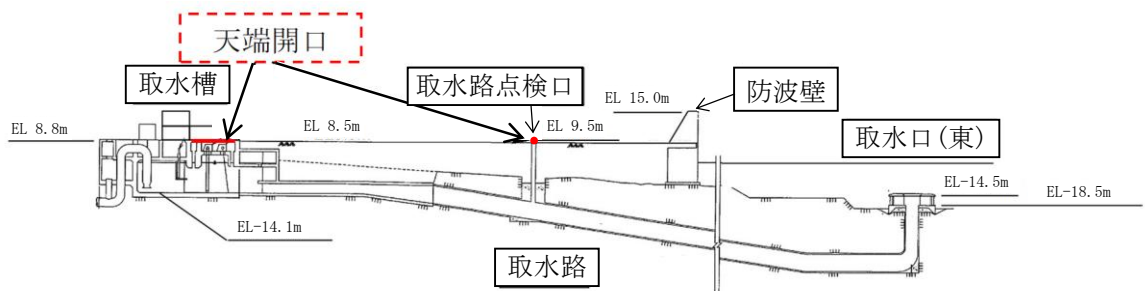 天端開口
取水槽
取水路点検口
防波壁
EL 15.0m
EL 8.8m
EL 8.5m
EL 9.5m
取水口(東)
EL-14.5m
EL-18.5m
EL-14.1m
取水路